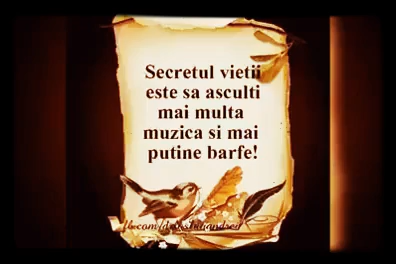 Secretul vietii
este sa asculti
mai multa
muzica si mai
putine barfe!